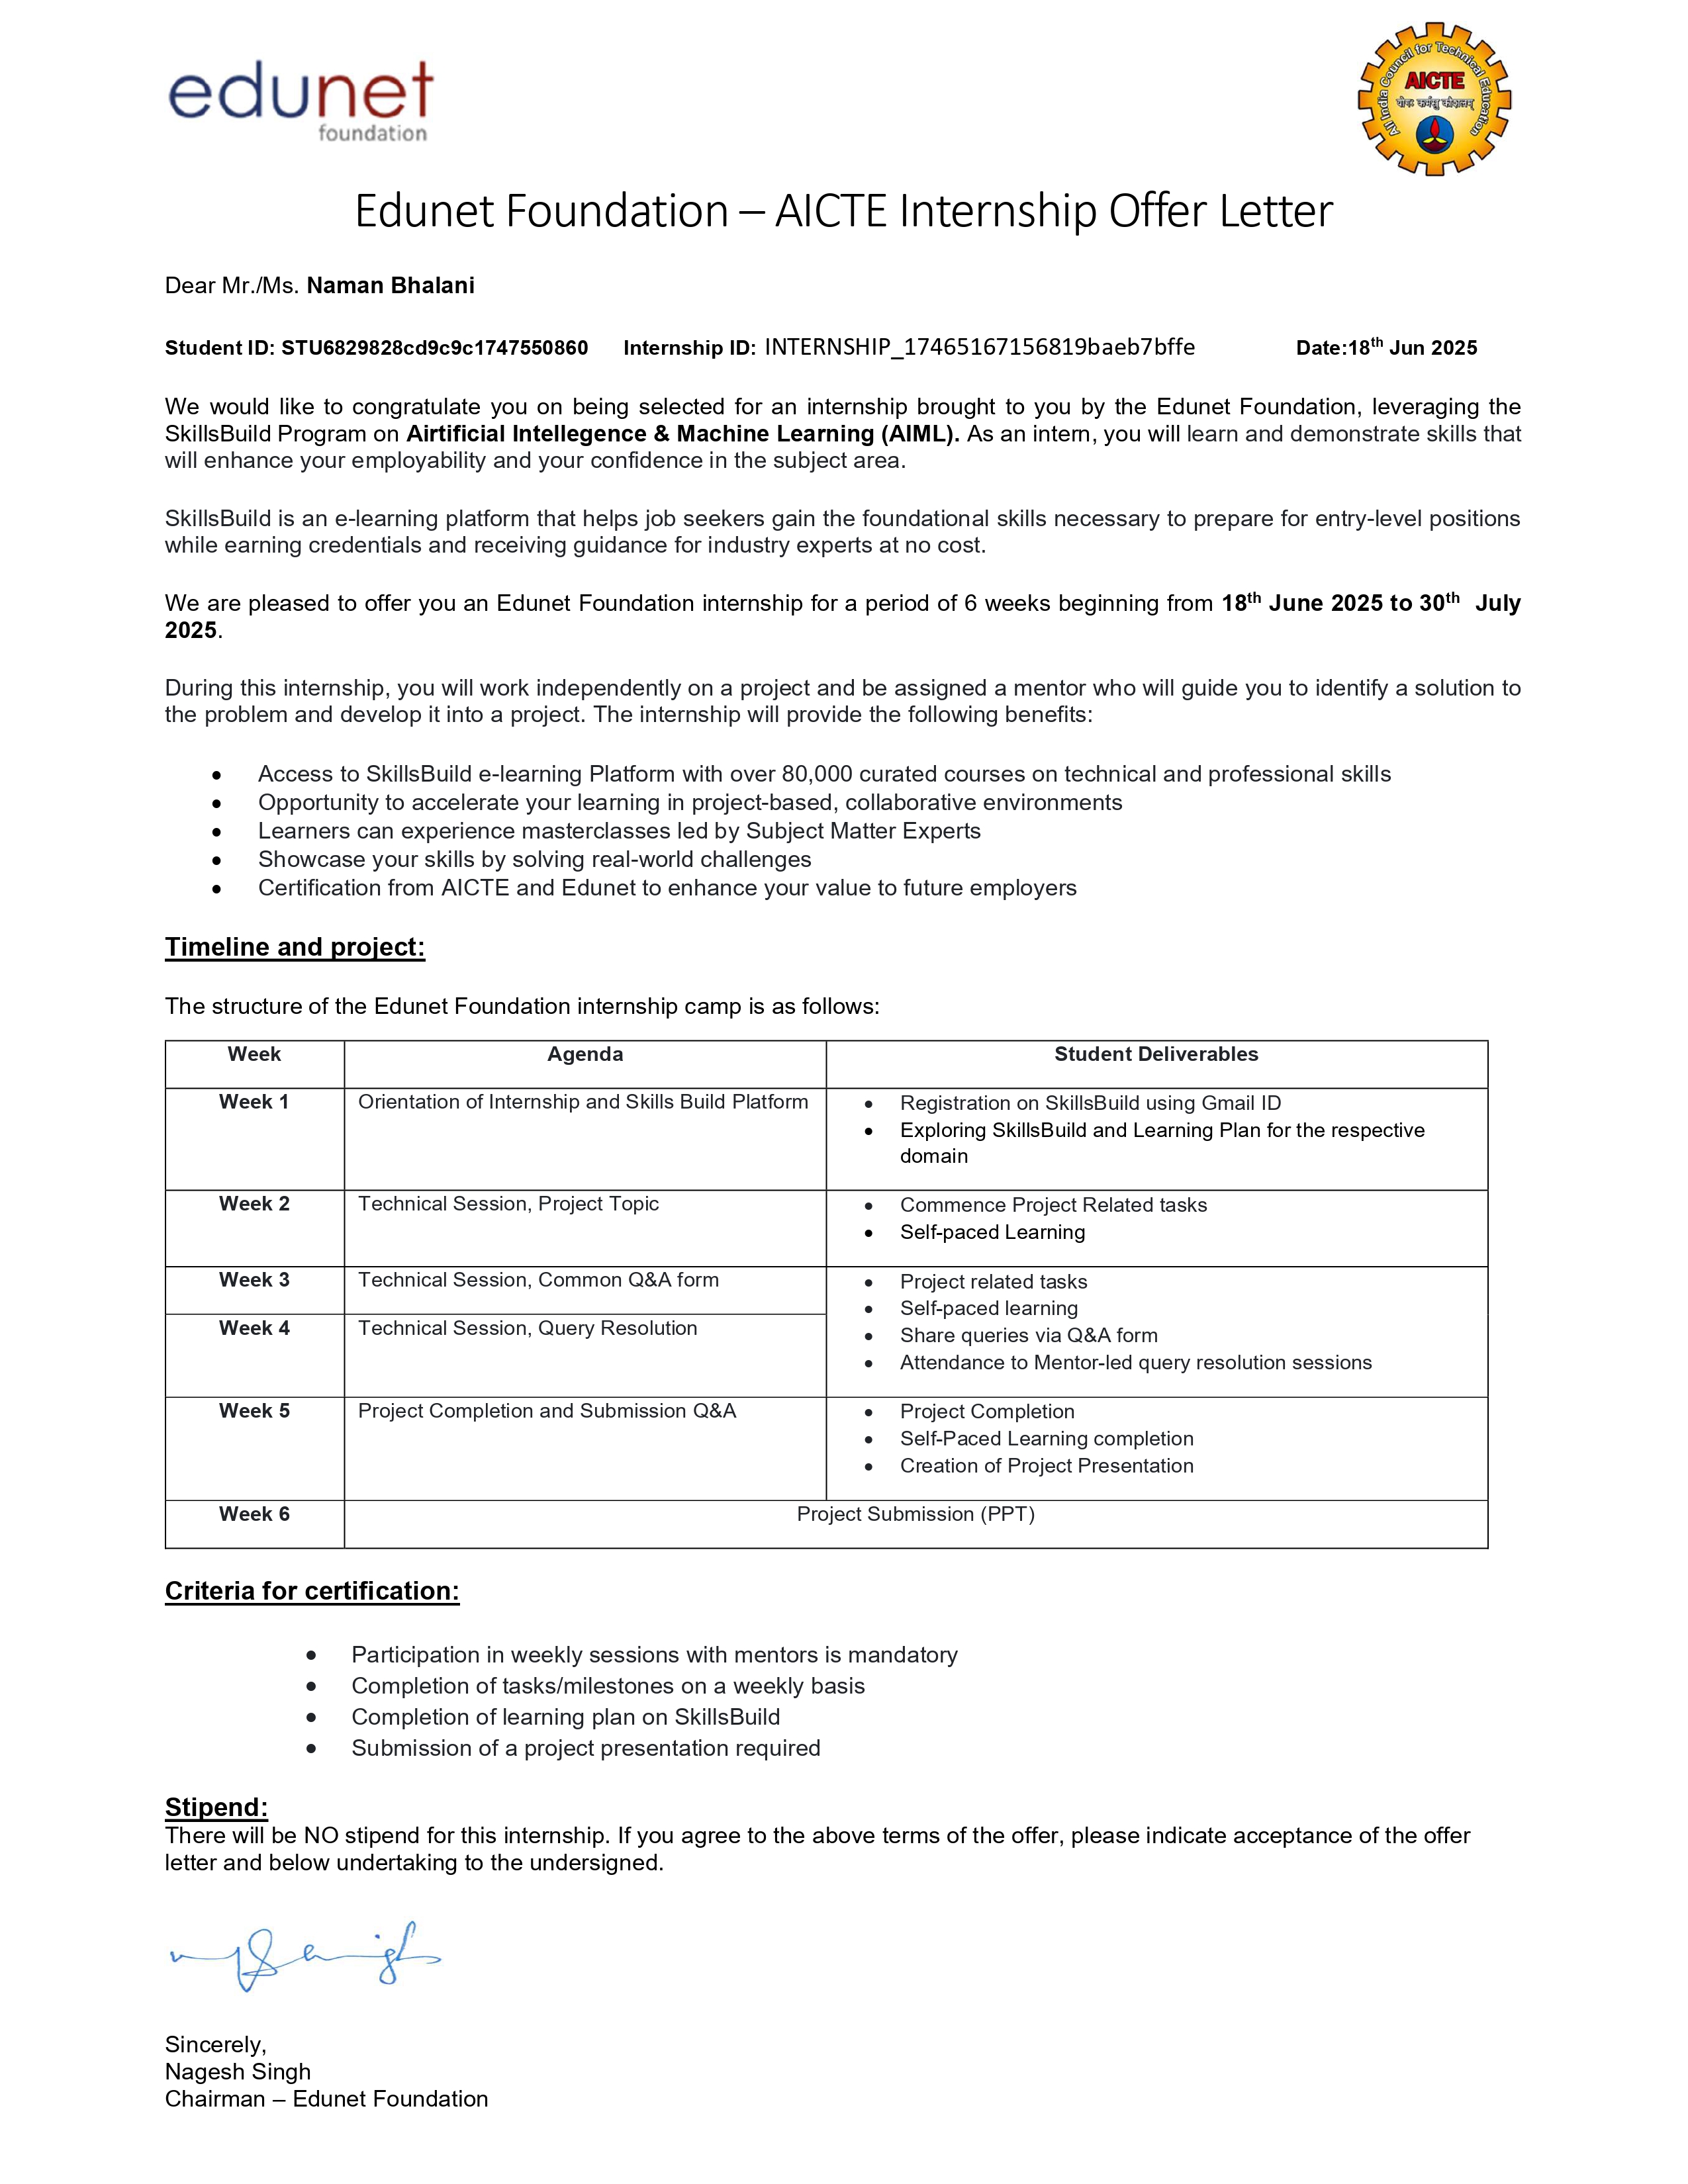 edunet
foundation
All India Council for Technical Education
AICTE
योगः कर्मसु कौशलम्
Edunet Foundation – AICTE Internship Offer Letter
Dear Mr./Ms. Naman Bhalani
Student ID: STU6829828cd9c9c1747550860 Internship ID: INTERNSHIP_17465167156819baeb7bffe Date:18th Jun 2025
We would like to congratulate you on being selected for an internship brought to you by the Edunet Foundation, leveraging the
SkillsBuild Program on Airtificial Intellegence & Machine Learning (AIML). As an intern, you will learn and demonstrate skills that
will enhance your employability and your confidence in the subject area.
SkillsBuild is an e-learning platform that helps job seekers gain the foundational skills necessary to prepare for entry-level positions
while earning credentials and receiving guidance for industry experts at no cost.
We are pleased to offer you an Edunet Foundation internship for a period of 6 weeks beginning from 18th June 2025 to 30th July
2025.
During this internship, you will work independently on a project and be assigned a mentor who will guide you to identify a solution to
the problem and develop it into a project. The internship will provide the following benefits:
• Access to SkillsBuild e-learning Platform with over 80,000 curated courses on technical and professional skills
• Opportunity to accelerate your learning in project-based, collaborative environments
• Learners can experience masterclasses led by Subject Matter Experts
• Showcase your skills by solving real-world challenges
• Certification from AICTE and Edunet to enhance your value to future employers
Timeline and project:
The structure of the Edunet Foundation internship camp is as follows:
Week Agenda Student Deliverables
Week 1 Orientation of Internship and Skills Build Platform
• Registration on SkillsBuild using Gmail ID
• Exploring SkillsBuild and Learning Plan for the respective
domain
Week 2 Technical Session, Project Topic
• Commence Project Related tasks
• Self-paced Learning
Week 3 Technical Session, Common Q&A form
Week 4 Technical Session, Query Resolution
• Project related tasks
• Self-paced learning
• Share queries via Q&A form
• Attendance to Mentor-led query resolution sessions
Week 5 Project Completion and Submission Q&A
• Project Completion
• Self-Paced Learning completion
• Creation of Project Presentation
Week 6 Project Submission (PPT)
Criteria for certification:
• Participation in weekly sessions with mentors is mandatory
• Completion of tasks/milestones on a weekly basis
• Completion of learning plan on SkillsBuild
• Submission of a project presentation required
Stipend:
There will be NO stipend for this internship. If you agree to the above terms of the offer, please indicate acceptance of the offer
letter and below undertaking to the undersigned.
Sincerely,
Nagesh Singh
Chairman – Edunet Foundation